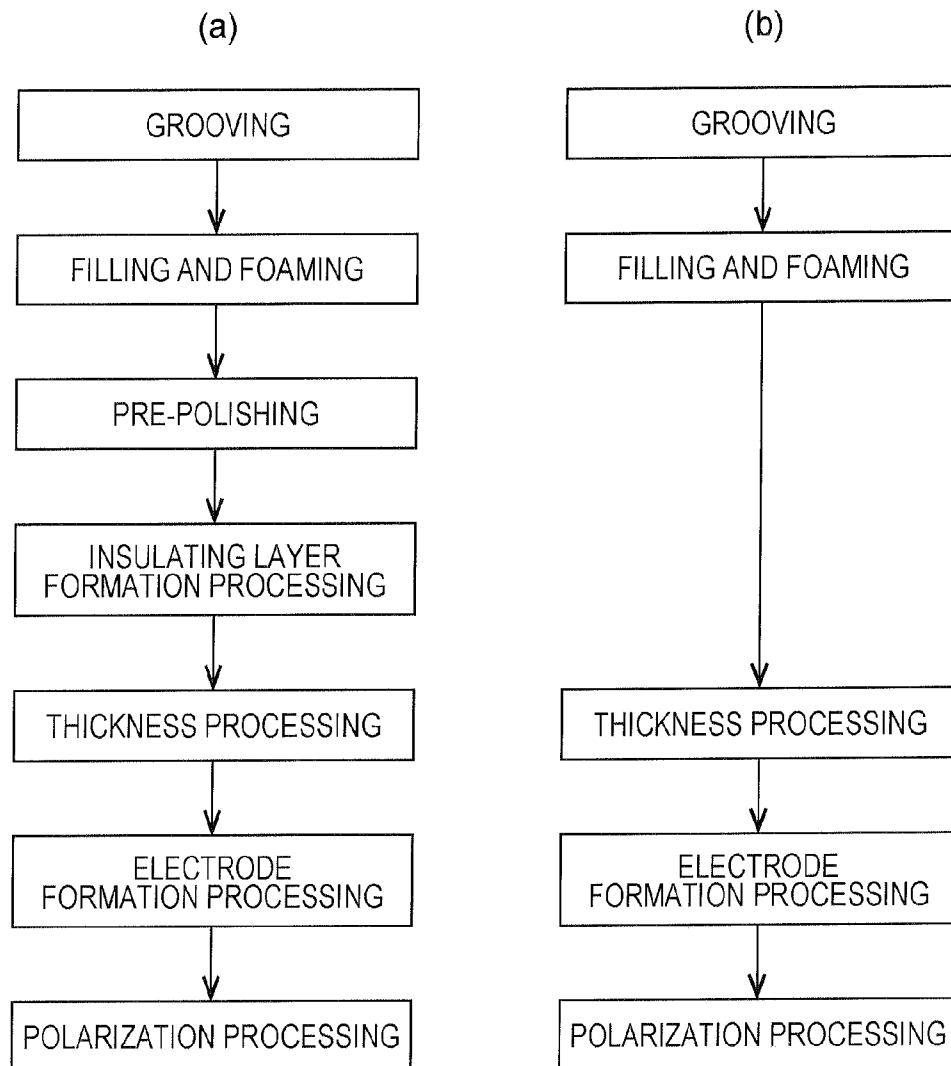 (a)
GROOVING
FILLING AND FOAMING
PRE-POLISHING
INSULATING LAYER
FORMATION PROCESSING
THICKNESS PROCESSING
ELECTRODE
FORMATION PROCESSING
POLARIZATION PROCESSING
(b)
GROOVING
FILLING AND FOAMING
THICKNESS PROCESSING
ELECTRODE
FORMATION PROCESSING
POLARIZATION PROCESSING